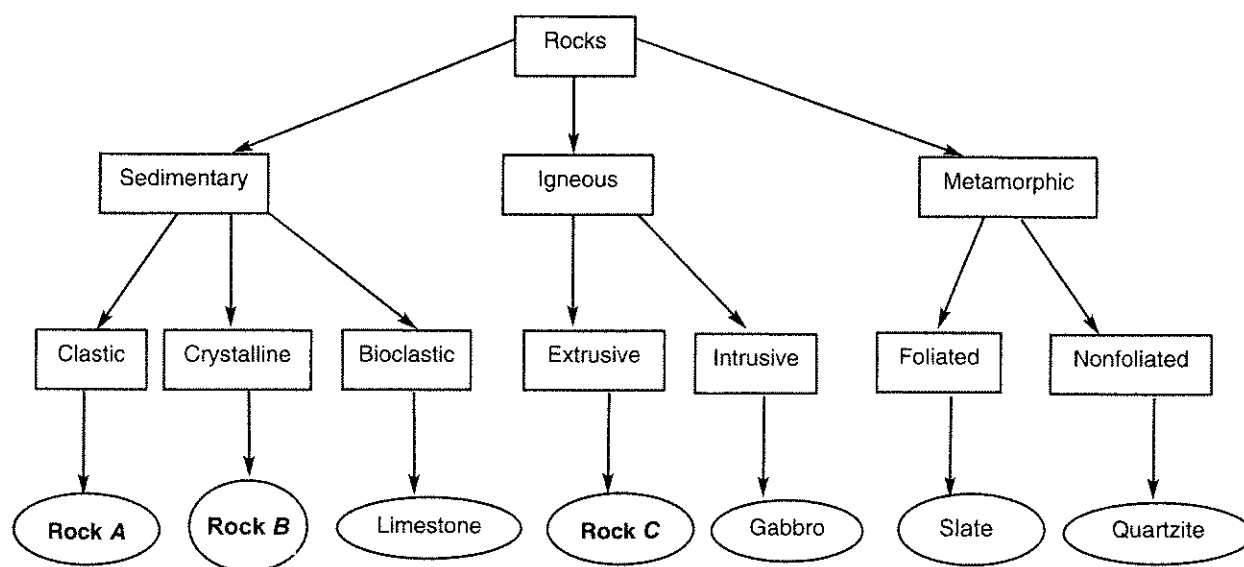 Rocks
Sedimentary
Igneous
Metamorphic
Clastic
Crystalline
Bioclastic
Extrusive
Intrusive
Foliated
Nonfoliated
Rock A
Rock B
Limestone
Rock C
Gabbro
Slate
Quartzite